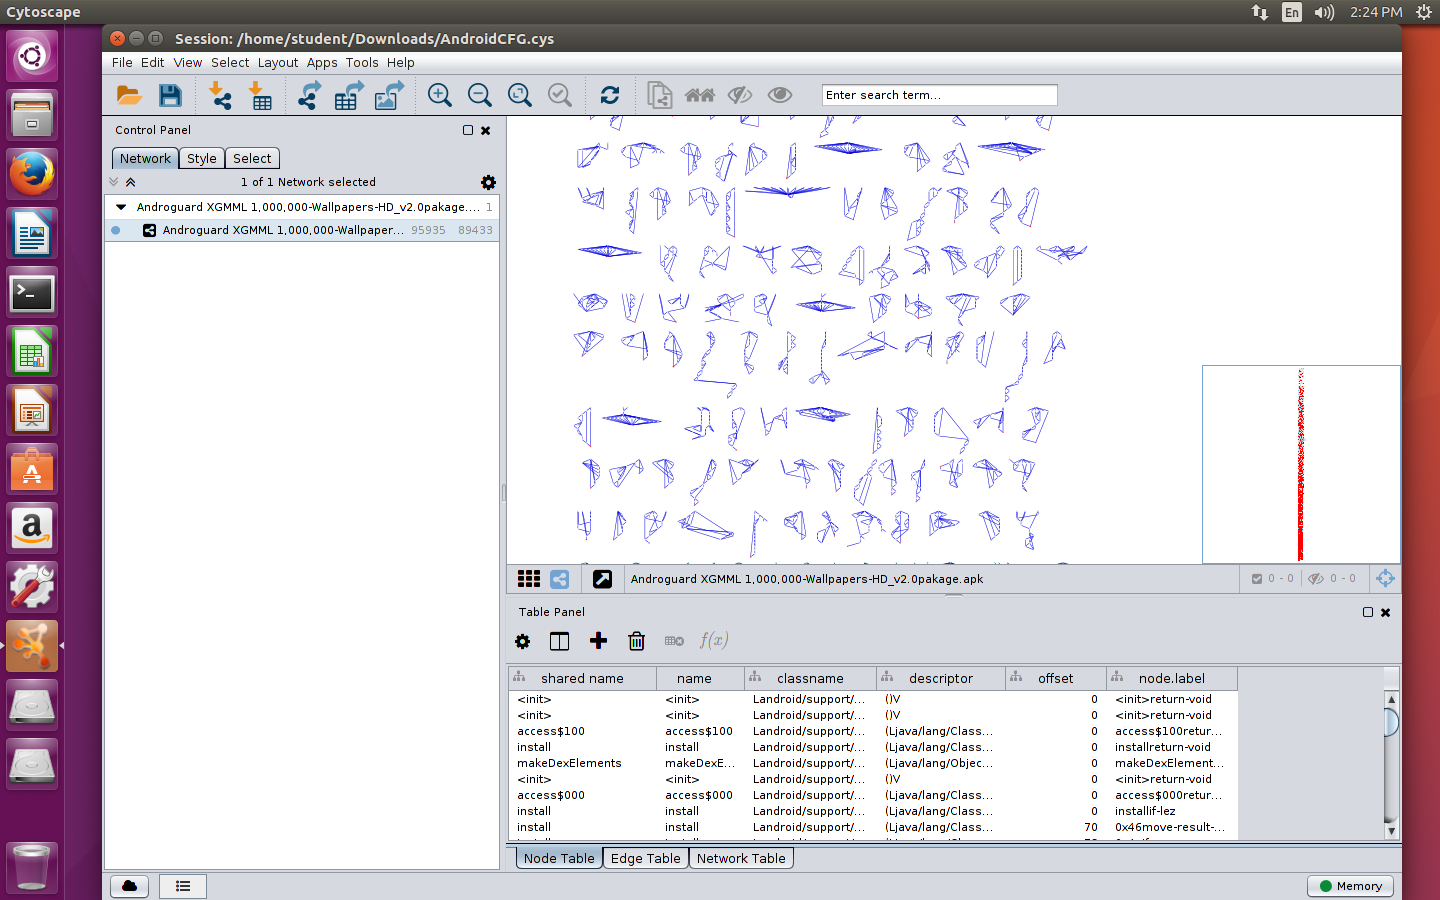 Cytoscape
En
2:24 PM
Session: /home/student/Downloads/AndroidCFG.cys
File Edit View Select Layout Apps Tools Help
Enter search term...
Control Panel
Network Style Select
1 of 1 Network selected
Androguard XGMML 1,000,000-Wallpapers-HD_v2.0pakage.... 1
Androguard XGMML 1,000,000-Wallpaper... 95935 89433
Androguard XGMML 1,000,000-Wallpapers-HD_v2.0pakage.apk
0 - 0 0 - 0
Table Panel
f(x)
shared name name classname descriptor offset node.label
<init> <init> Landroid/support/... ()V 0 <init>return-void
<init> <init> Landroid/support/... ()V 0 <init>return-void
access$100 access$100 Landroid/support/... (Ljava/lang/Class... 0 access$100retur...
install install Landroid/support/... (Ljava/lang/Class... 0 installreturn-void
makeDexElements makeDexE... Landroid/support/... (Ljava/lang/Objec... 0 makeDexElement...
<init> <init> Landroid/support/... ()V 0 <init>return-void
access$000 access$000 Landroid/support/... (Ljava/lang/Class... 0 access$000retur...
install install Landroid/support/... (Ljava/lang/Class... 0 installif-lez
install install Landroid/support/... (Ljava/lang/Class... 70 0x46move-result-...
Node Table Edge Table Network Table
Memory